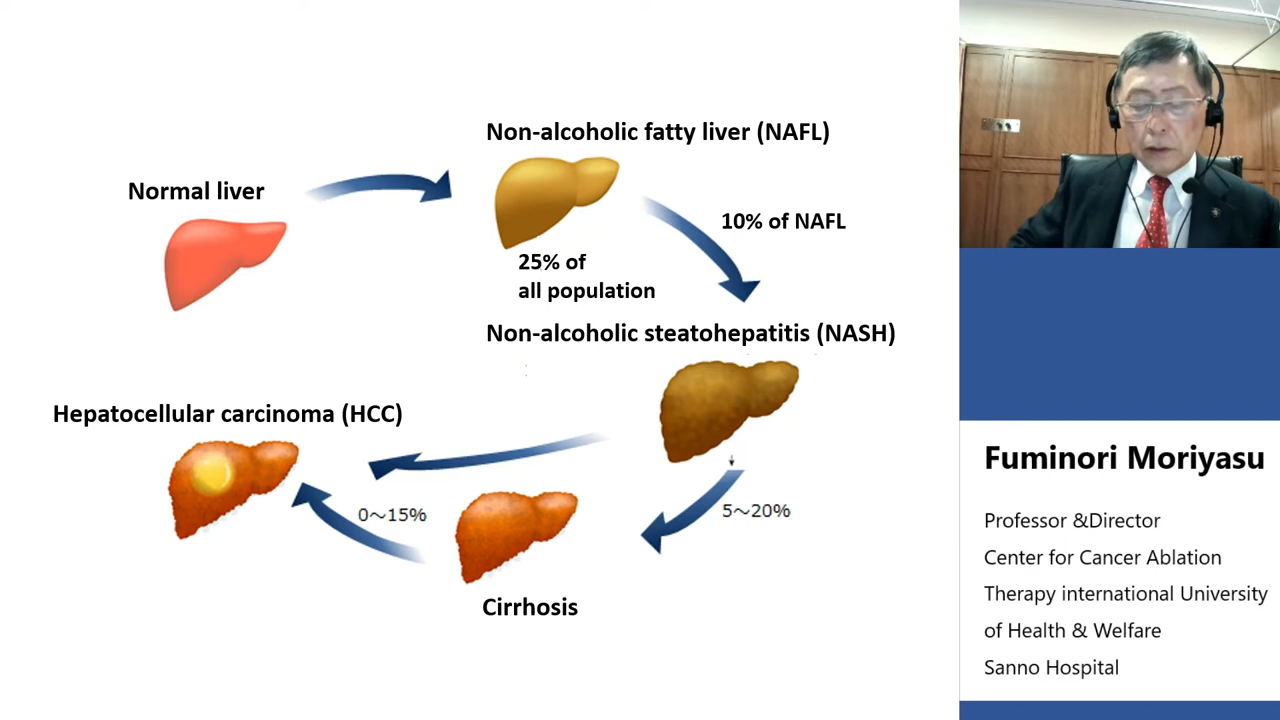 Non-alcoholic fatty liver (NAFL)
Normal liver
10% of NAFL
25% of
all population
Non-alcoholic steatohepatitis (NASH)
Hepatocellular carcinoma (HCC)
0～15%
5～20%
Cirrhosis
Fuminori Moriyasu
Professor &Director
Center for Cancer Ablation
Therapy international University
of Health & Welfare
Sanno Hospital